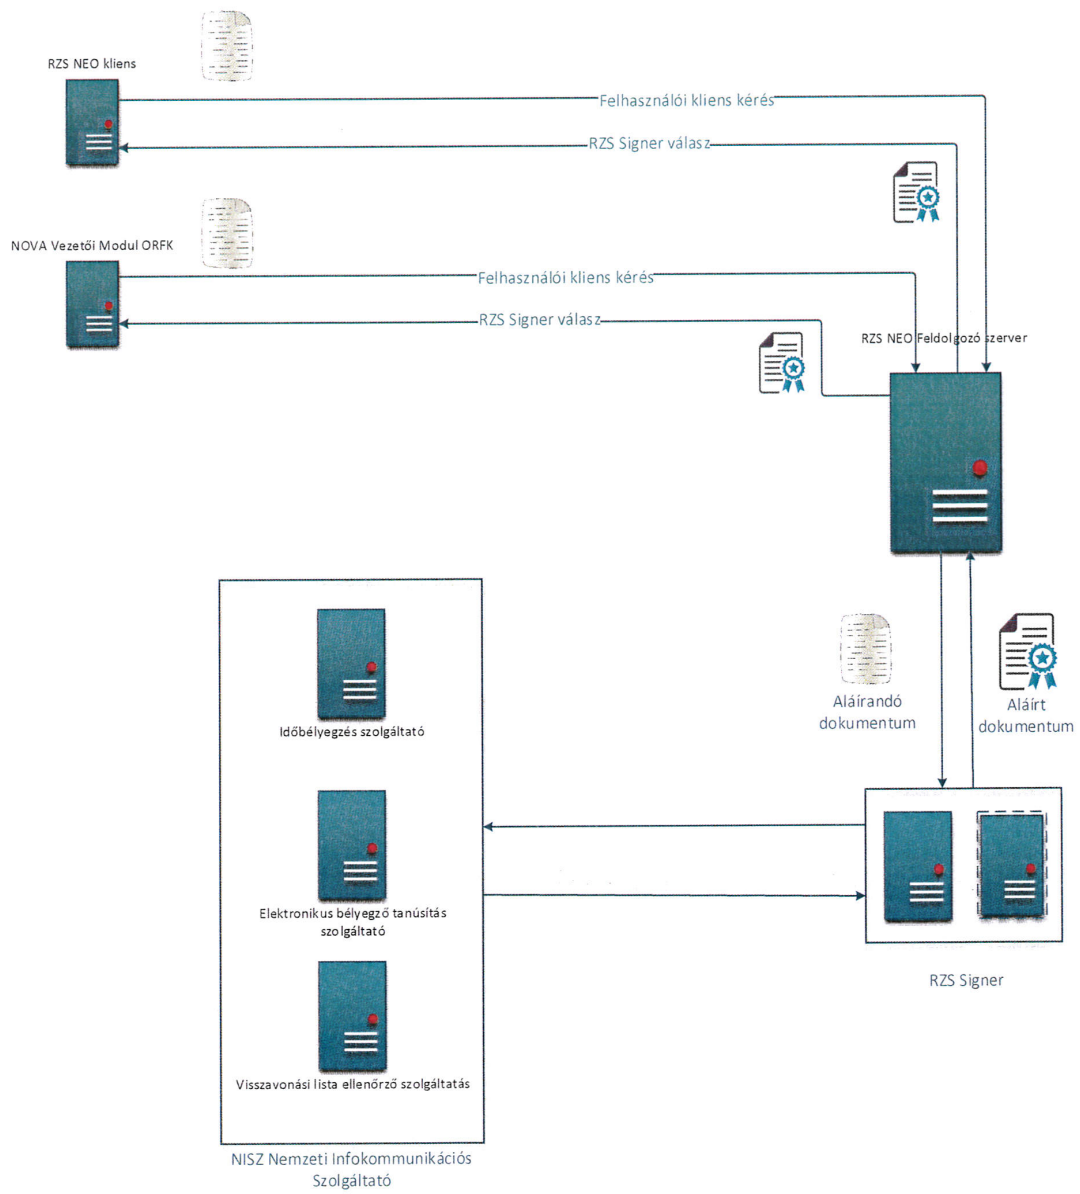 RZS NEO kliens
Felhasználói kliens kérés
RZS Signer válasz
NOVA Vezetői Modul ORFK
Felhasználói kliens kérés
RZS Signer válasz
RZS NEO Feldolgozó szerver
Aláírandó
dokumentum
Aláírt
dokumentum
Időbélyegzés szolgáltató
Elektronikus bélyegző tanúsítás
szolgáltató
RZS Signer
Visszavonási lista ellenőrző szolgáltatás
NISZ Nemzeti Infokommunikációs
Szolgáltató